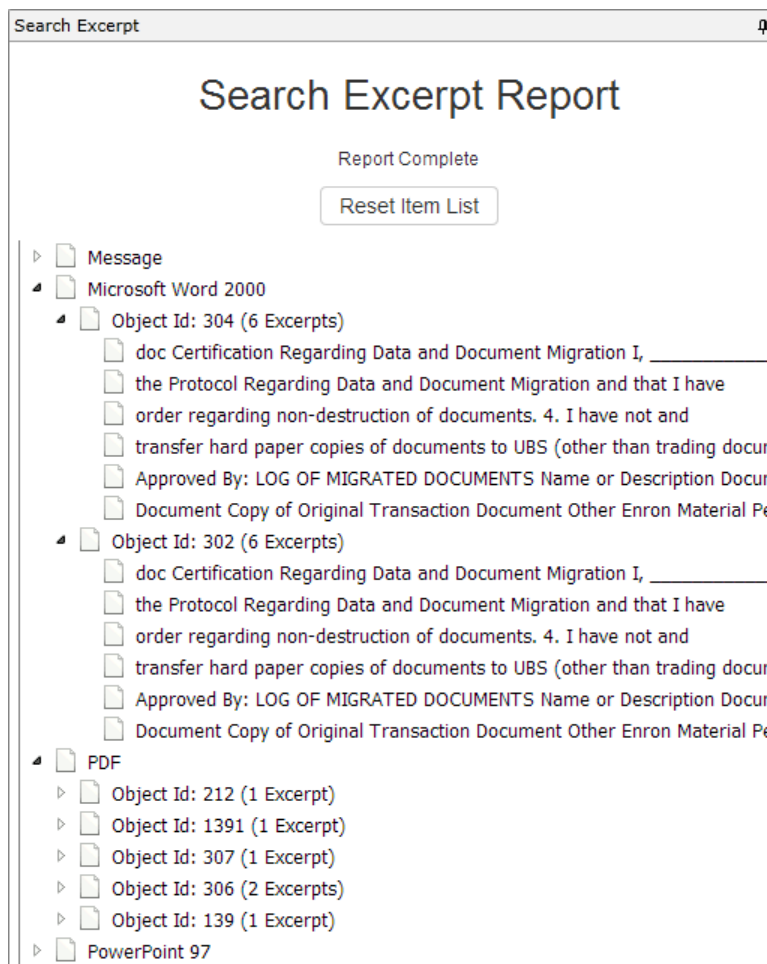 Search Excerpt
Search Excerpt Report
Report Complete
Reset Item List
Message
Microsoft Word 2000
Object Id: 304 (6 Excerpts)
doc Certification Regarding Data and Document Migration I, ____________
the Protocol Regarding Data and Document Migration and that I have
order regarding non-destruction of documents. 4. I have not and
transfer hard paper copies of documents to UBS (other than trading docu
Approved By: LOG OF MIGRATED DOCUMENTS Name or Description Docu
Document Copy of Original Transaction Document Other Enron Material Pe
Object Id: 302 (6 Excerpts)
doc Certification Regarding Data and Document Migration I, ____________
the Protocol Regarding Data and Document Migration and that I have
order regarding non-destruction of documents. 4. I have not and
transfer hard paper copies of documents to UBS (other than trading docu
Approved By: LOG OF MIGRATED DOCUMENTS Name or Description Docu
Document Copy of Original Transaction Document Other Enron Material Pe
PDF
Object Id: 212 (1 Excerpt)
Object Id: 1391 (1 Excerpt)
Object Id: 307 (1 Excerpt)
Object Id: 306 (2 Excerpts)
Object Id: 139 (1 Excerpt)
PowerPoint 97